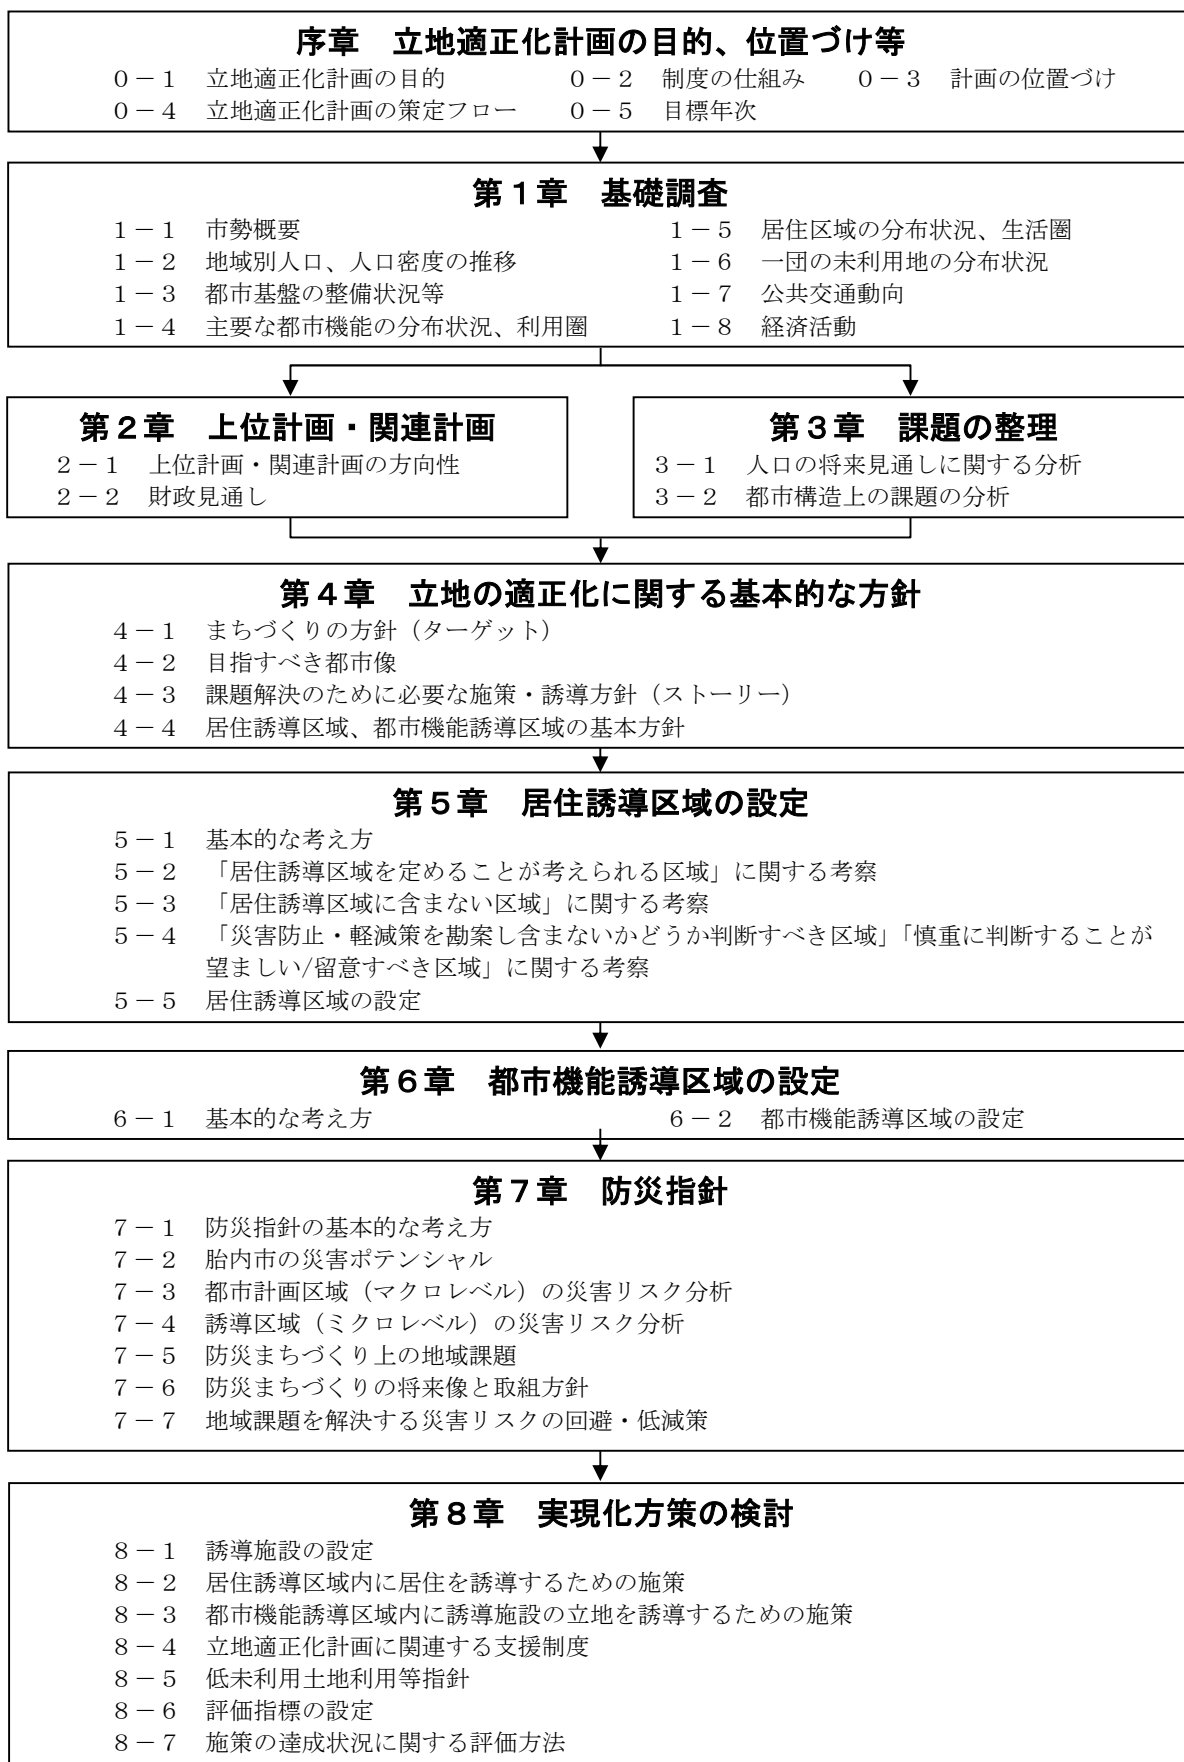 序章　立地適正化計画の目的、位置づけ等
０－１　立地適正化計画の目的　０－２　制度の仕組み　０－３　計画の位置づけ
０－４　立地適正化計画の策定フロー　０－５　目標年次
第１章　基礎調査
１－１　市勢概要
１－２　地域別人口、人口密度の推移
１－３　都市基盤の整備状況等
１－４　主要な都市機能の分布状況、利用圏
１－５　居住区域の分布状況、生活圏
１－６　一団の未利用地の分布状況
１－７　公共交通動向
１－８　経済活動
第２章　上位計画・関連計画
２－１　上位計画・関連計画の方向性
２－２　財政見通し
第３章　課題の整理
３－１　人口の将来見通しに関する分析
３－２　都市構造上の課題の分析
第４章　立地の適正化に関する基本的な方針
４－１　まちづくりの方針（ターゲット）
４－２　目指すべき都市像
４－３　課題解決のために必要な施策・誘導方針（ストーリー）
４－４　居住誘導区域、都市機能誘導区域の基本方針
第５章　居住誘導区域の設定
５－１　基本的な考え方
５－２　「居住誘導区域を定めることが考えられる区域」に関する考察
５－３　「居住誘導区域に含まない区域」に関する考察
５－４　「災害防止・軽減策を勘案し含まないかどうか判断すべき区域」「慎重に判断することが
望ましい/留意すべき区域」に関する考察
５－５　居住誘導区域の設定
第６章　都市機能誘導区域の設定
６－１　基本的な考え方　６－２　都市機能誘導区域の設定
第７章　防災指針
７－１　防災指針の基本的な考え方
７－２　胎内市の災害ポテンシャル
７－３　都市計画区域（マクロレベル）の災害リスク分析
７－４　誘導区域（ミクロレベル）の災害リスク分析
７－５　防災まちづくり上の地域課題
７－６　防災まちづくりの将来像と取組方針
７－７　地域課題を解決する災害リスクの回避・低減策
第８章　実現化方策の検討
８－１　誘導施設の設定
８－２　居住誘導区域内に居住を誘導するための施策
８－３　都市機能誘導区域内に誘導施設の立地を誘導するための施策
８－４　立地適正化計画に関連する支援制度
８－５　低未利用土地利用等指針
８－６　評価指標の設定
８－７　施策の達成状況に関する評価方法